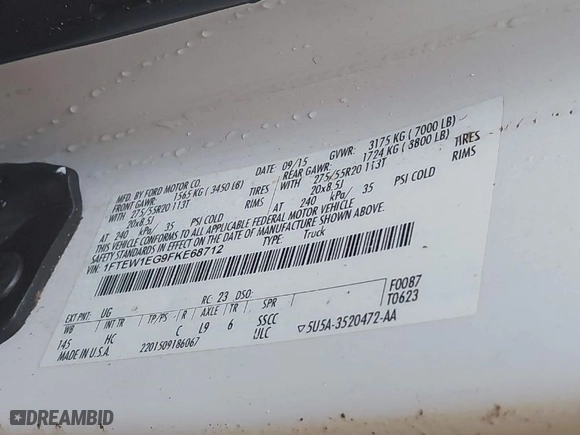 MFD. BY FORD MOTOR CO.
DATE: 09/15 GVWR: 3175 KG ( 7000 LB)
FRONT GAWR: 1565 KG ( 3450 LB) REAR GAWR: 1724 KG ( 3800 LB)
WITH 275/55R20 113T TIRES WITH 275/55R20 113T TIRES
20x8.5J RIMS 20x8.5J RIMS
AT 240 kPa/ 35 PSI COLD AT 240 kPa/ 35 PSI COLD
THIS VEHICLE CONFORMS TO ALL APPLICABLE FEDERAL MOTOR VEHICLE
SAFETY STANDARDS IN EFFECT ON THE DATE OF MANUFACTURE SHOWN ABOVE.
VIN: 1FTEW1EG9FKE68712 TYPE: Truck
EXT PNT: UG RC: 23 DSO: F0087
WB INT TR TP/PS R AXLE TR SPR T0623
145 HC C L9 6 SSCC
MADE IN U.S.A. 2201509186067 ULC ▽5U5A-3520472-AA
DREAMBID